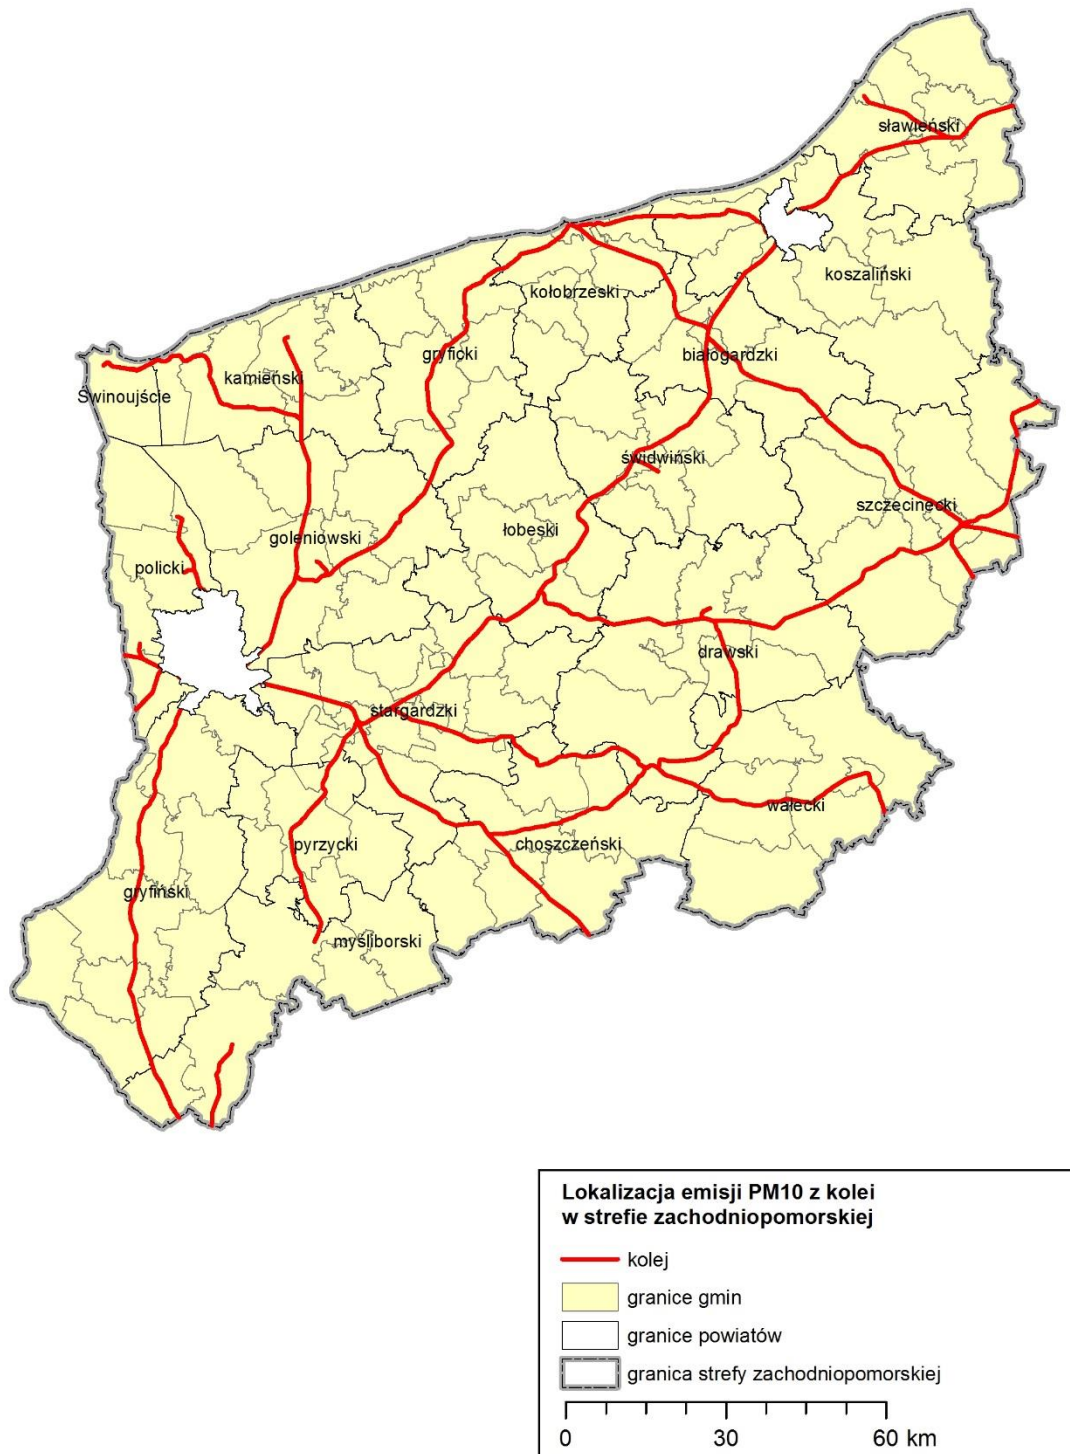 sławieński
koszaliński
kołobrzeski
gryficki
białogardzki
kamieński
Świnoujście
świdwiński
szczecinecki
łobeski
goleniowski
policki
drawski
stargardzki
wałecki
pyrzycki
choszczeński
gryfiński
myśliborski
Lokalizacja emisji PM10 z kolei
w strefie zachodniopomorskiej
kolej
granice gmin
granice powiatów
granica strefy zachodniopomorskiej
0 30 60 km